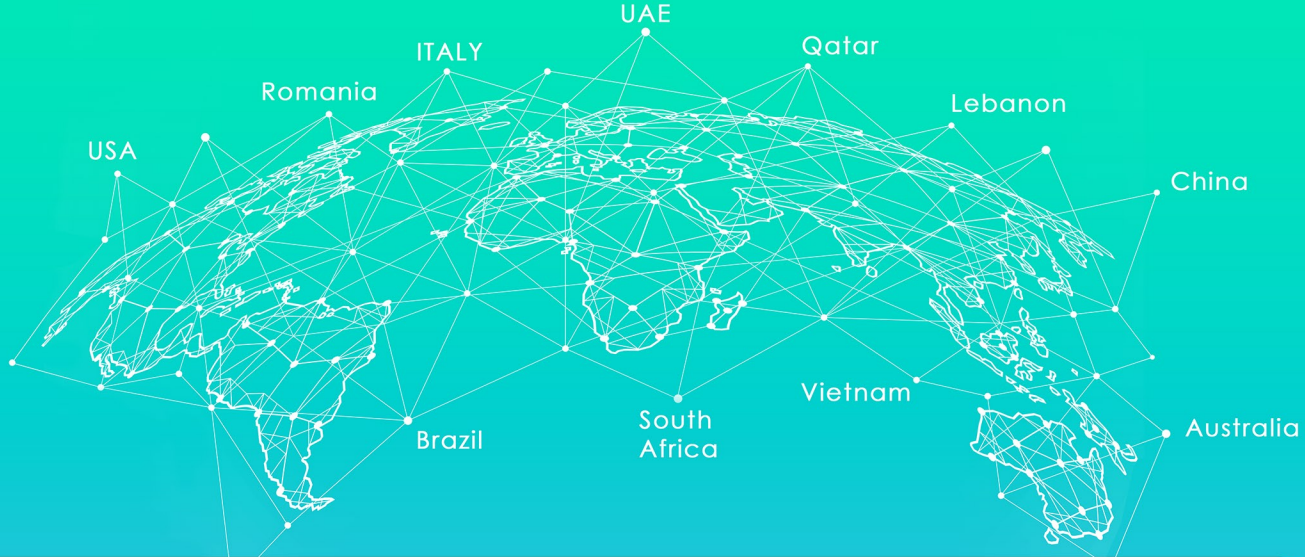 UAE
ITALY
Qatar
Romania
Lebanon
USA
China
Vietnam
South
Africa
Brazil
Australia